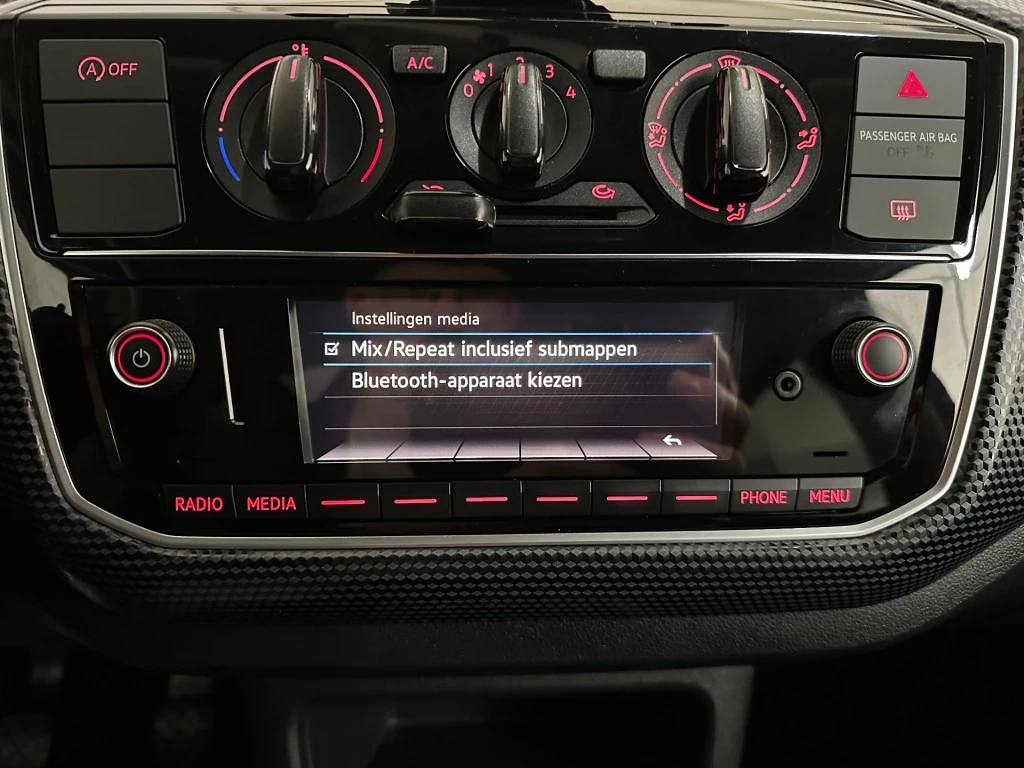 A OFF
A/C
0 1 2 3 4
PASSENGER AIR BAG
OFF
Instellingen media
Mix/Repeat inclusief submappen
Bluetooth-apparaat kiezen
RADIO MEDIA PHONE MENU